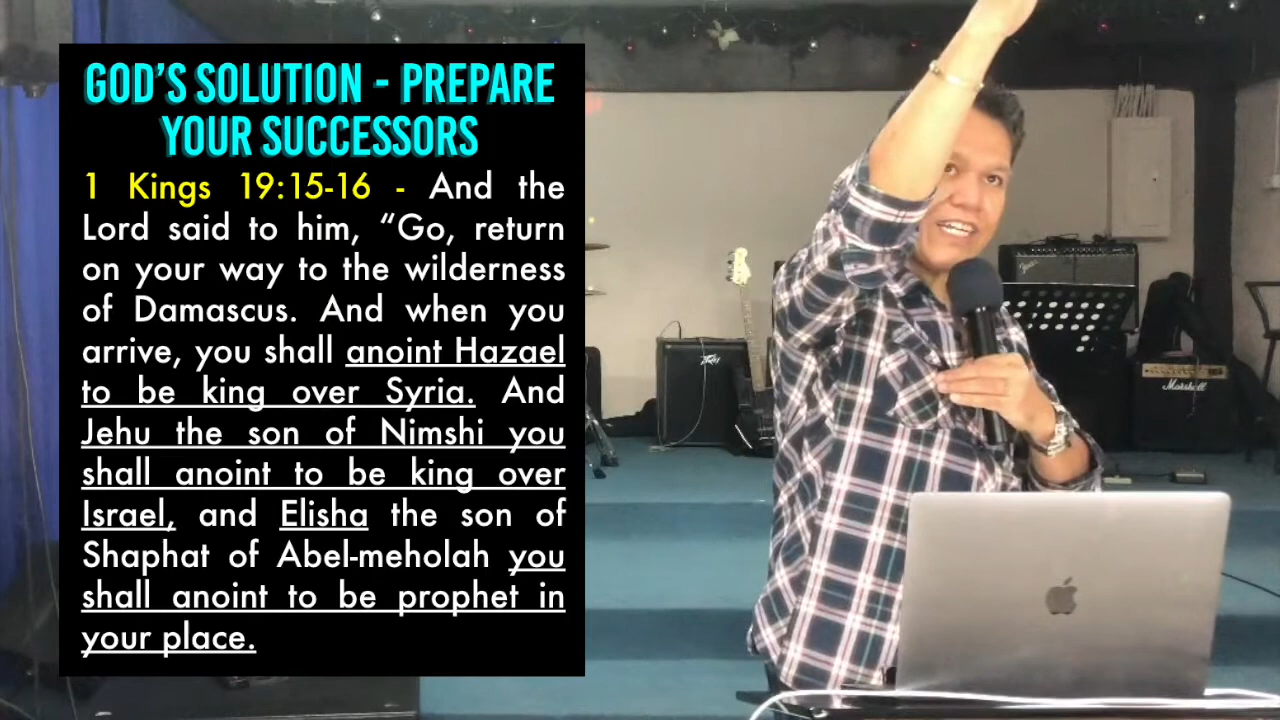 GOD'S SOLUTION - PREPARE
YOUR SUCCESSORS
1 Kings 19:15-16 - And the
Lord said to him, “Go, return
on your way to the wilderness
of Damascus. And when you
arrive, you shall anoint Hazael
to be king over Syria. And
Jehu the son of Nimshi you
shall anoint to be king over
Israel, and Elisha the son of
Shaphat of Abel-meholah you
shall anoint to be prophet in
your place.
Fender
PEAVEY
Marshall